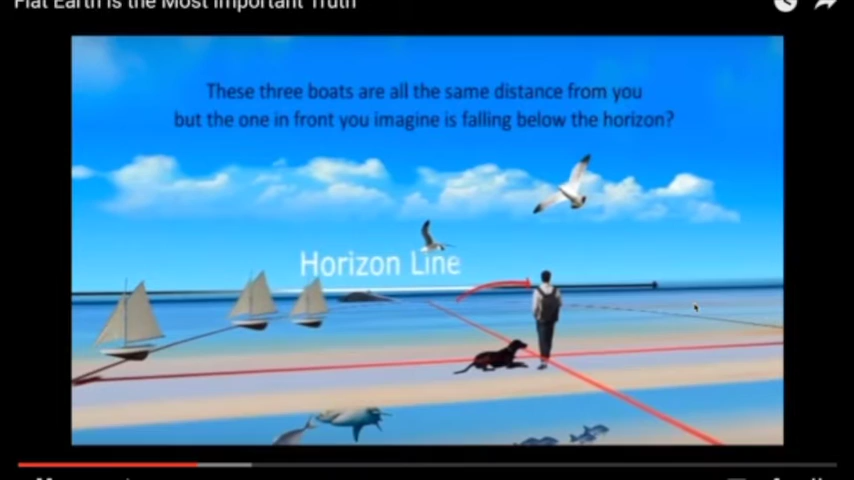 Flat Earth is the Most Important Truth
These three boats are all the same distance from you
but the one in front you imagine is falling below the horizon?
Horizon Line